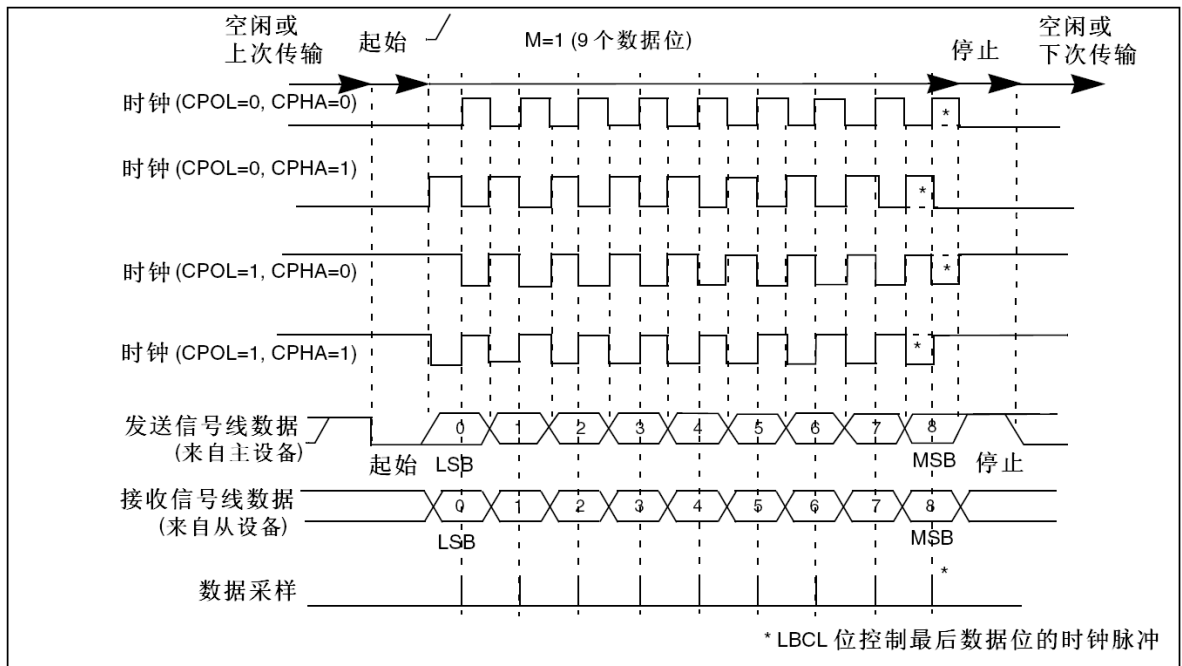 空闲或
上次传输
起始
M=1 (9 个数据位)
停止
空闲或
下次传输
时钟 (CPOL=0, CPHA=0)
*
时钟 (CPOL=0, CPHA=1)
*
时钟 (CPOL=1, CPHA=0)
*
时钟 (CPOL=1, CPHA=1)
*
发送信号线数据
(来自主设备)
0 1 2 3 4 5 6 7 8
起始 LSB MSB 停止
接收信号线数据
(来自从设备)
0 1 2 3 4 5 6 7 8
LSB MSB
数据采样
*
* LBCL 位控制最后数据位的时钟脉冲